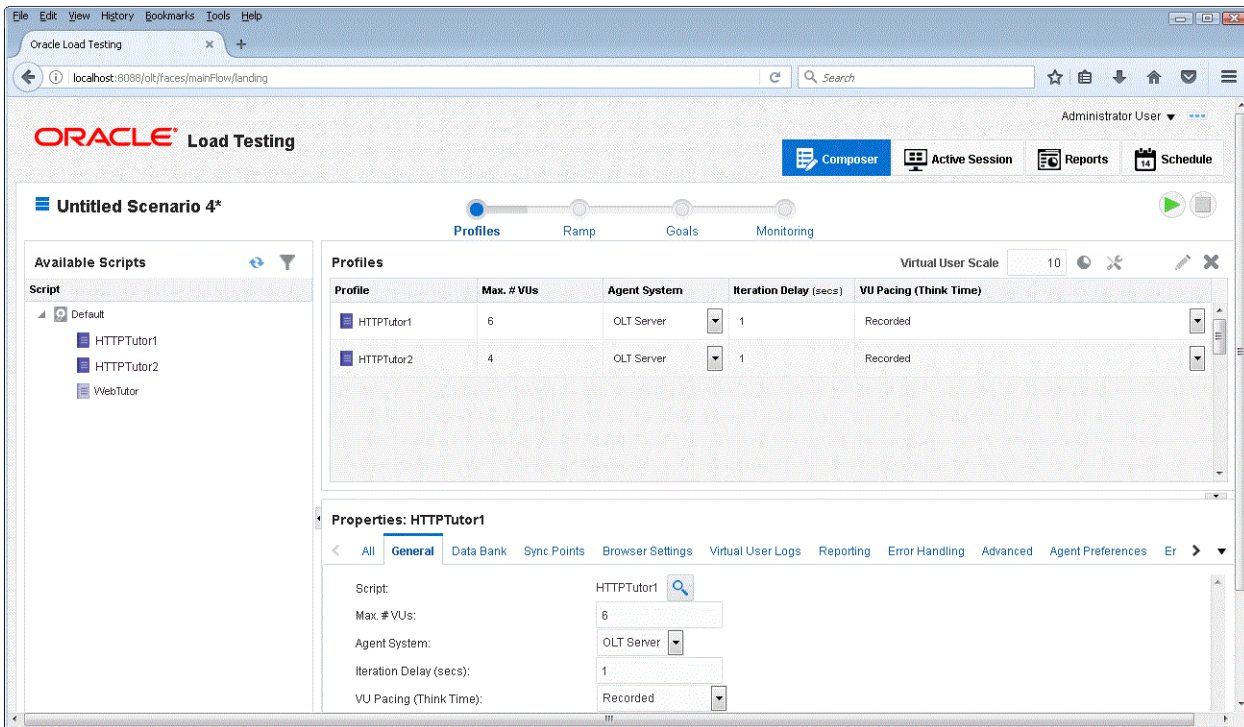 File Edit View History Bookmarks Tools Help
Oracle Load Testing
localhost:8088/olt/faces/mainFlow/landing
Search
Administrator User
ORACLE Load Testing
Composer
Active Session
14
Reports
Schedule
Untitled Scenario 4*
Profiles
Ramp
Goals
Monitoring
Available Scripts
Script
Default
HTTPTutor1
HTTPTutor2
WebTutor
Profiles
Virtual User Scale 10
Profile Max. # VUs Agent System Iteration Delay (secs) VU Pacing (Think Time)
HTTPTutor1 6 OLT Server 1 Recorded
HTTPTutor2 4 OLT Server 1 Recorded
Properties: HTTPTutor1
All General Data Bank Sync Points Browser Settings Virtual User Logs Reporting Error Handling Advanced Agent Preferences Er
Script: HTTPTutor1
Max. # VUs: 6
Agent System: OLT Server
Iteration Delay (secs): 1
VU Pacing (Think Time): Recorded